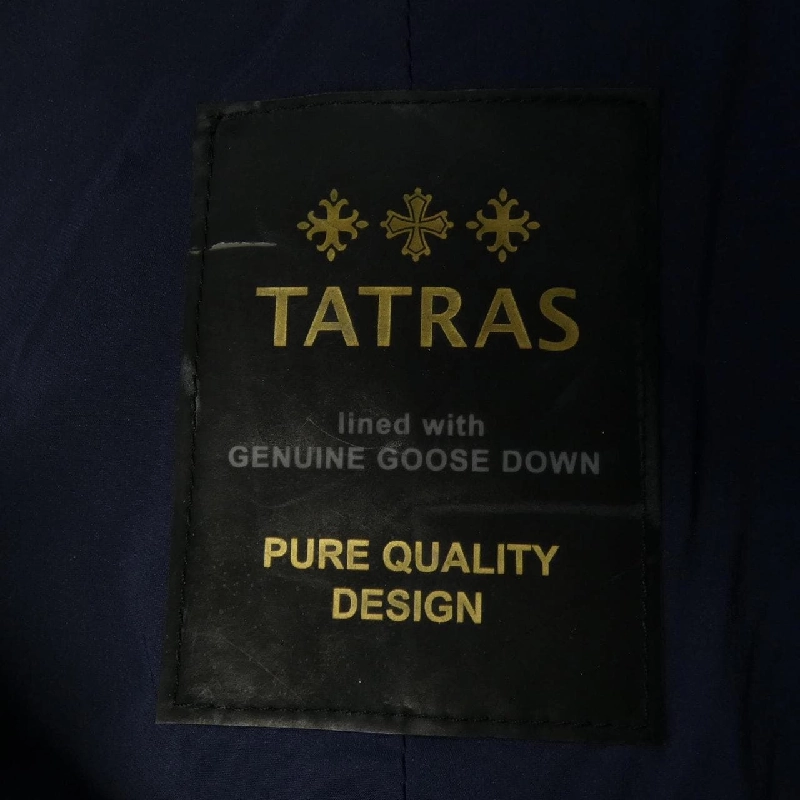 TATRAS
lined with
GENUINE GOOSE DOWN
PURE QUALITY
DESIGN